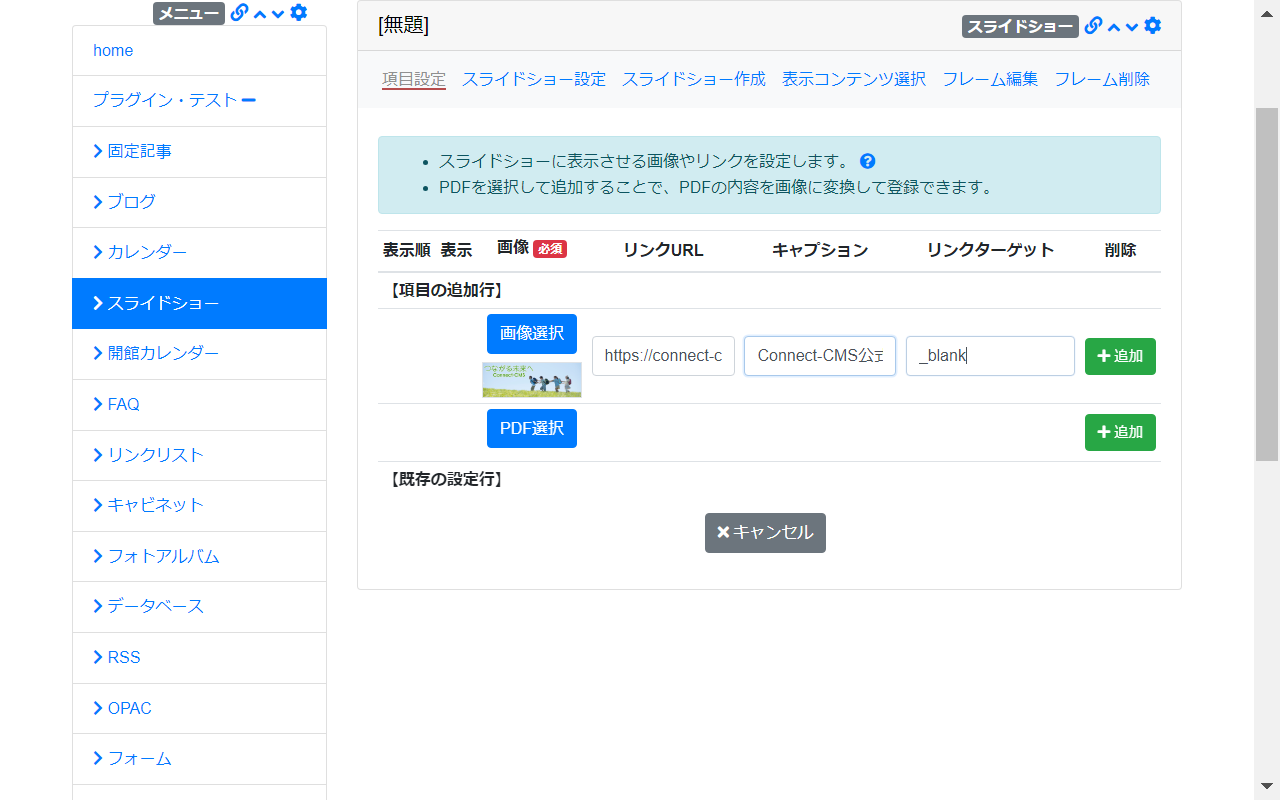 メニュー
home
プラグイン・テスト
固定記事
ブログ
カレンダー
スライドショー
開館カレンダー
FAQ
リンクリスト
キャビネット
フォトアルバム
データベース
RSS
OPAC
フォーム
[無題]
スライドショー
項目設定 スライドショー設定 スライドショー作成 表示コンテンツ選択 フレーム編集 フレーム削除
スライドショーに表示させる画像やリンクを設定します。
PDFを選択して追加することで、PDFの内容を画像に変換して登録できます。
表示順 表示 画像 必須 リンクURL キャプション リンクターゲット 削除
【項目の追加行】
画像選択
つながる未来へ
Connect-CMS
https://connect-c Connect-CMS公式 _blank 追加
PDF選択 追加
【既存の設定行】
キャンセル